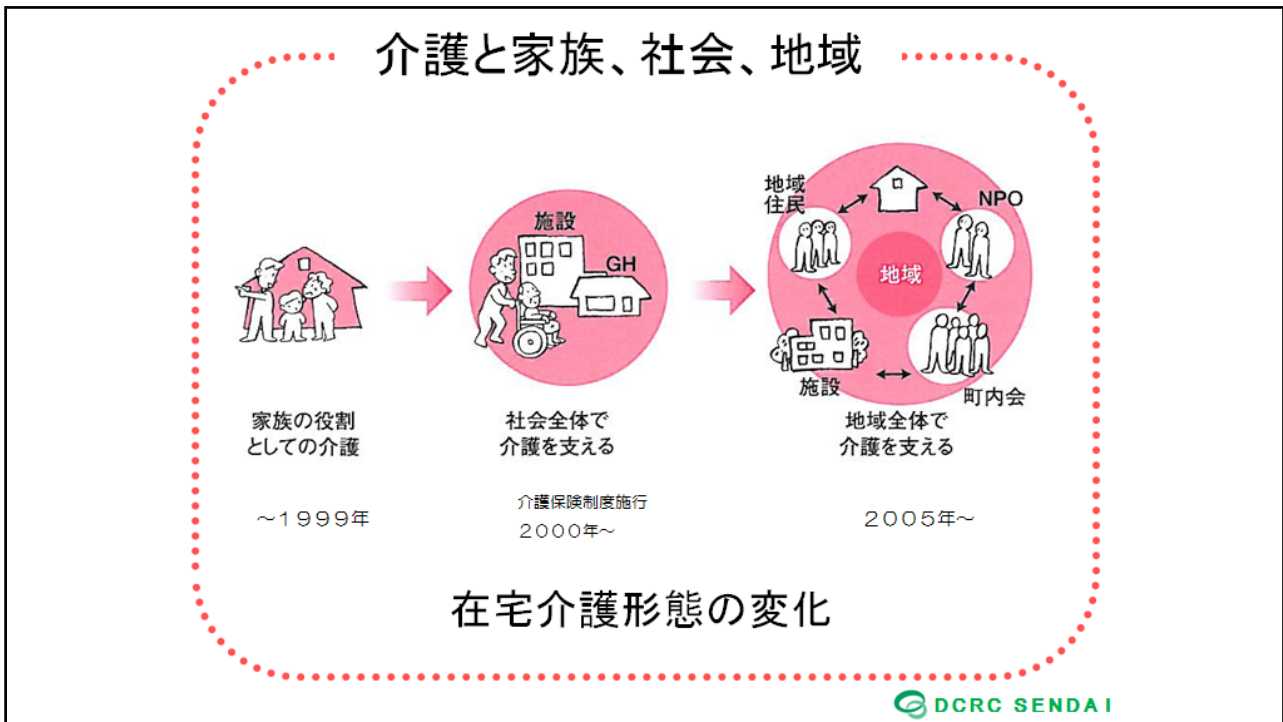 介護と家族、社会、地域
施設
GH
地域
住民
NPO
地域
施設
町内会
家族の役割
としての介護
社会全体で
介護を支える
地域全体で
介護を支える
～１９９９年
介護保険制度施行
２０００年～
２００５年～
在宅介護形態の変化
DCRC SENDAI